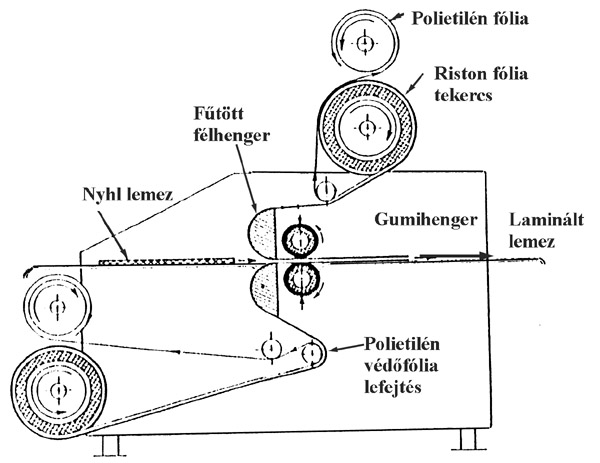 Polietilén fólia
Riston fólia
tekercs
Fűtött
félhenger
Nyhl lemez
Gumihenger
Laminált
lemez
Polietilén
védőfólia
lefejtés